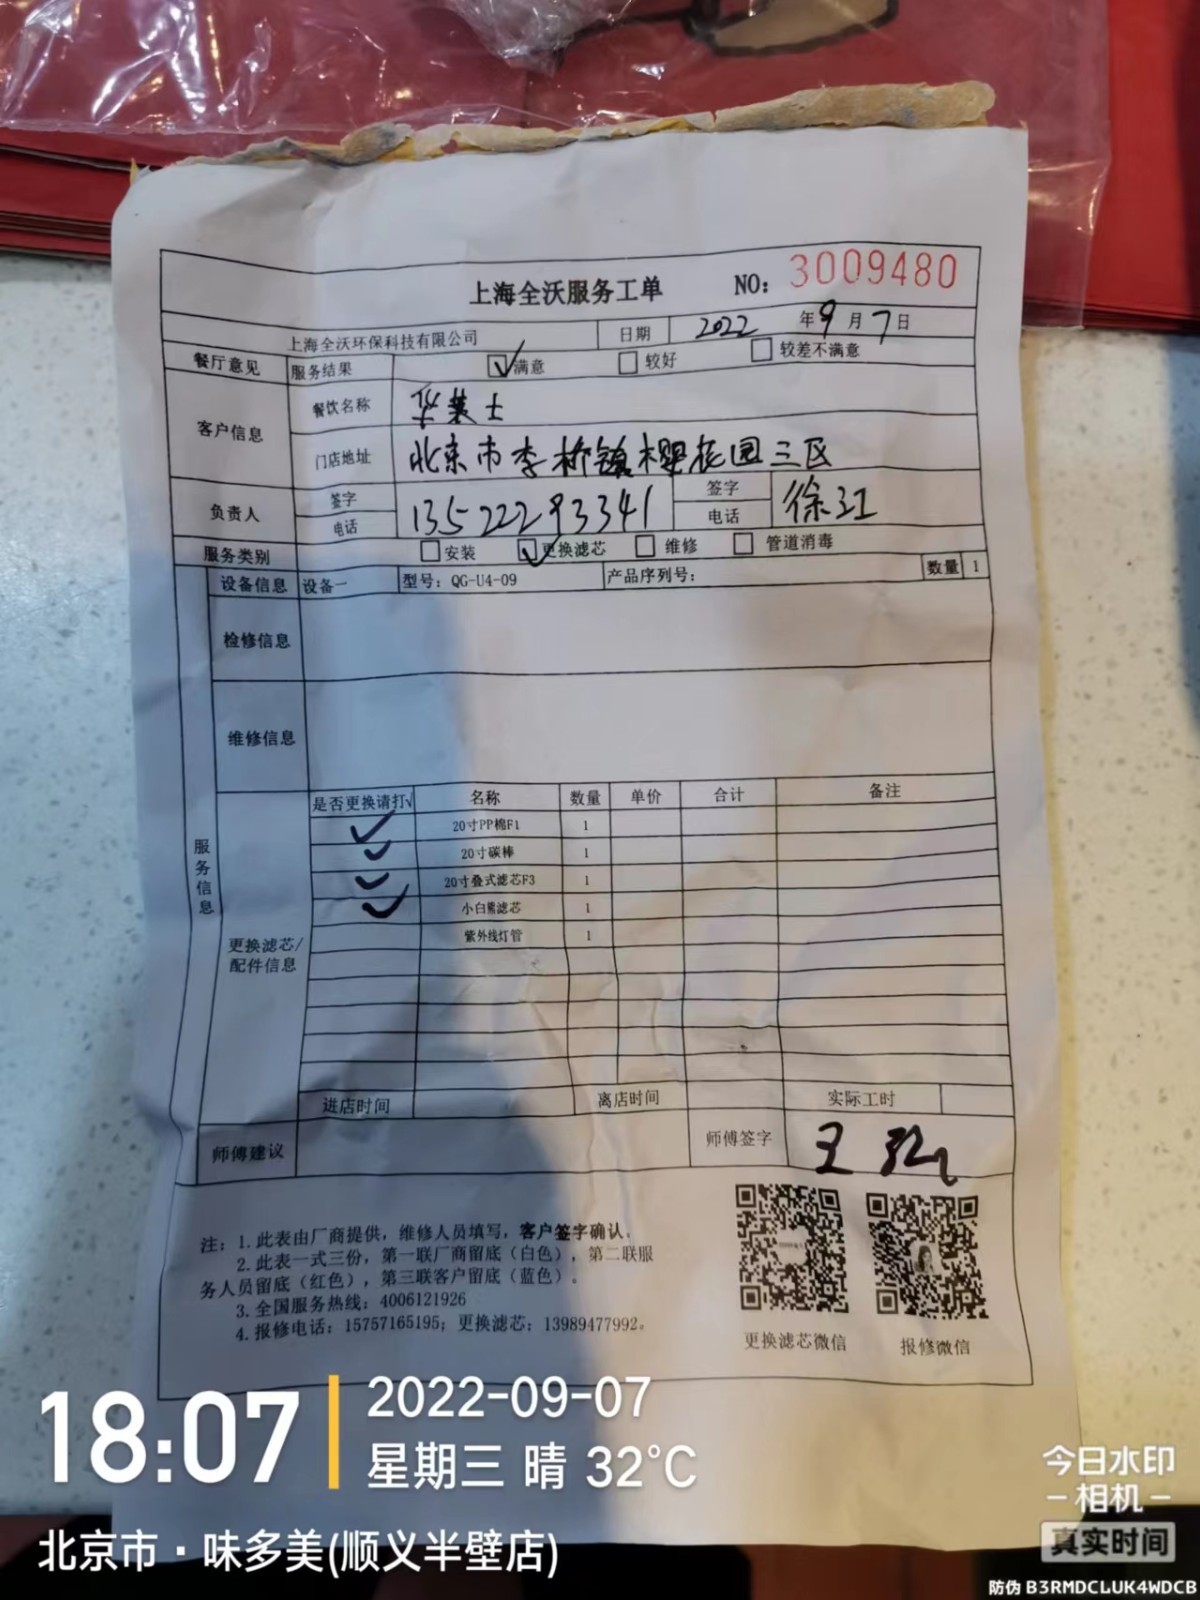 上海全沃服务工单 NO: 3009480
上海全沃环保科技有限公司 日期 2022 年 9 月 7 日
餐厅意见 服务结果 满意 较好 较差不满意
客户信息 餐饮名称 华莱士
门店地址 北京市李桥镇樱花园三区
负责人 签字 电话 13522293341 签字 电话 徐江
服务类别 安装 更换滤芯 维修 管道消毒
设备信息 设备一 型号: QG-U4-09 产品序列号: 数量 1
检修信息
维修信息
服务信息
更换滤芯/
配件信息
是否更换请打√ 名称 数量 单价 合计 备注
20寸PP棉F1 1
20寸碳棒 1
20寸叠式滤芯F3 1
小白熊滤芯 1
紫外线灯管 1
进店时间 离店时间 实际工时
师傅建议 师傅签字 王
注: 1. 此表由厂商提供,维修人员填写,客户签字确认。
2. 此表一式三份,第一联厂商留底(白色),第二联服
务人员留底(红色),第三联客户留底(蓝色)。
3. 全国服务热线: 4006121926
4. 报修电话: 15757165195; 更换滤芯: 13989477992。
更换滤芯微信 报修微信
18:07 2022-09-07
星期三 晴 32°C
北京市·味多美(顺义半壁店)
今日水印
相机
真实时间
防伪 B3RMDCLUK4WDCB